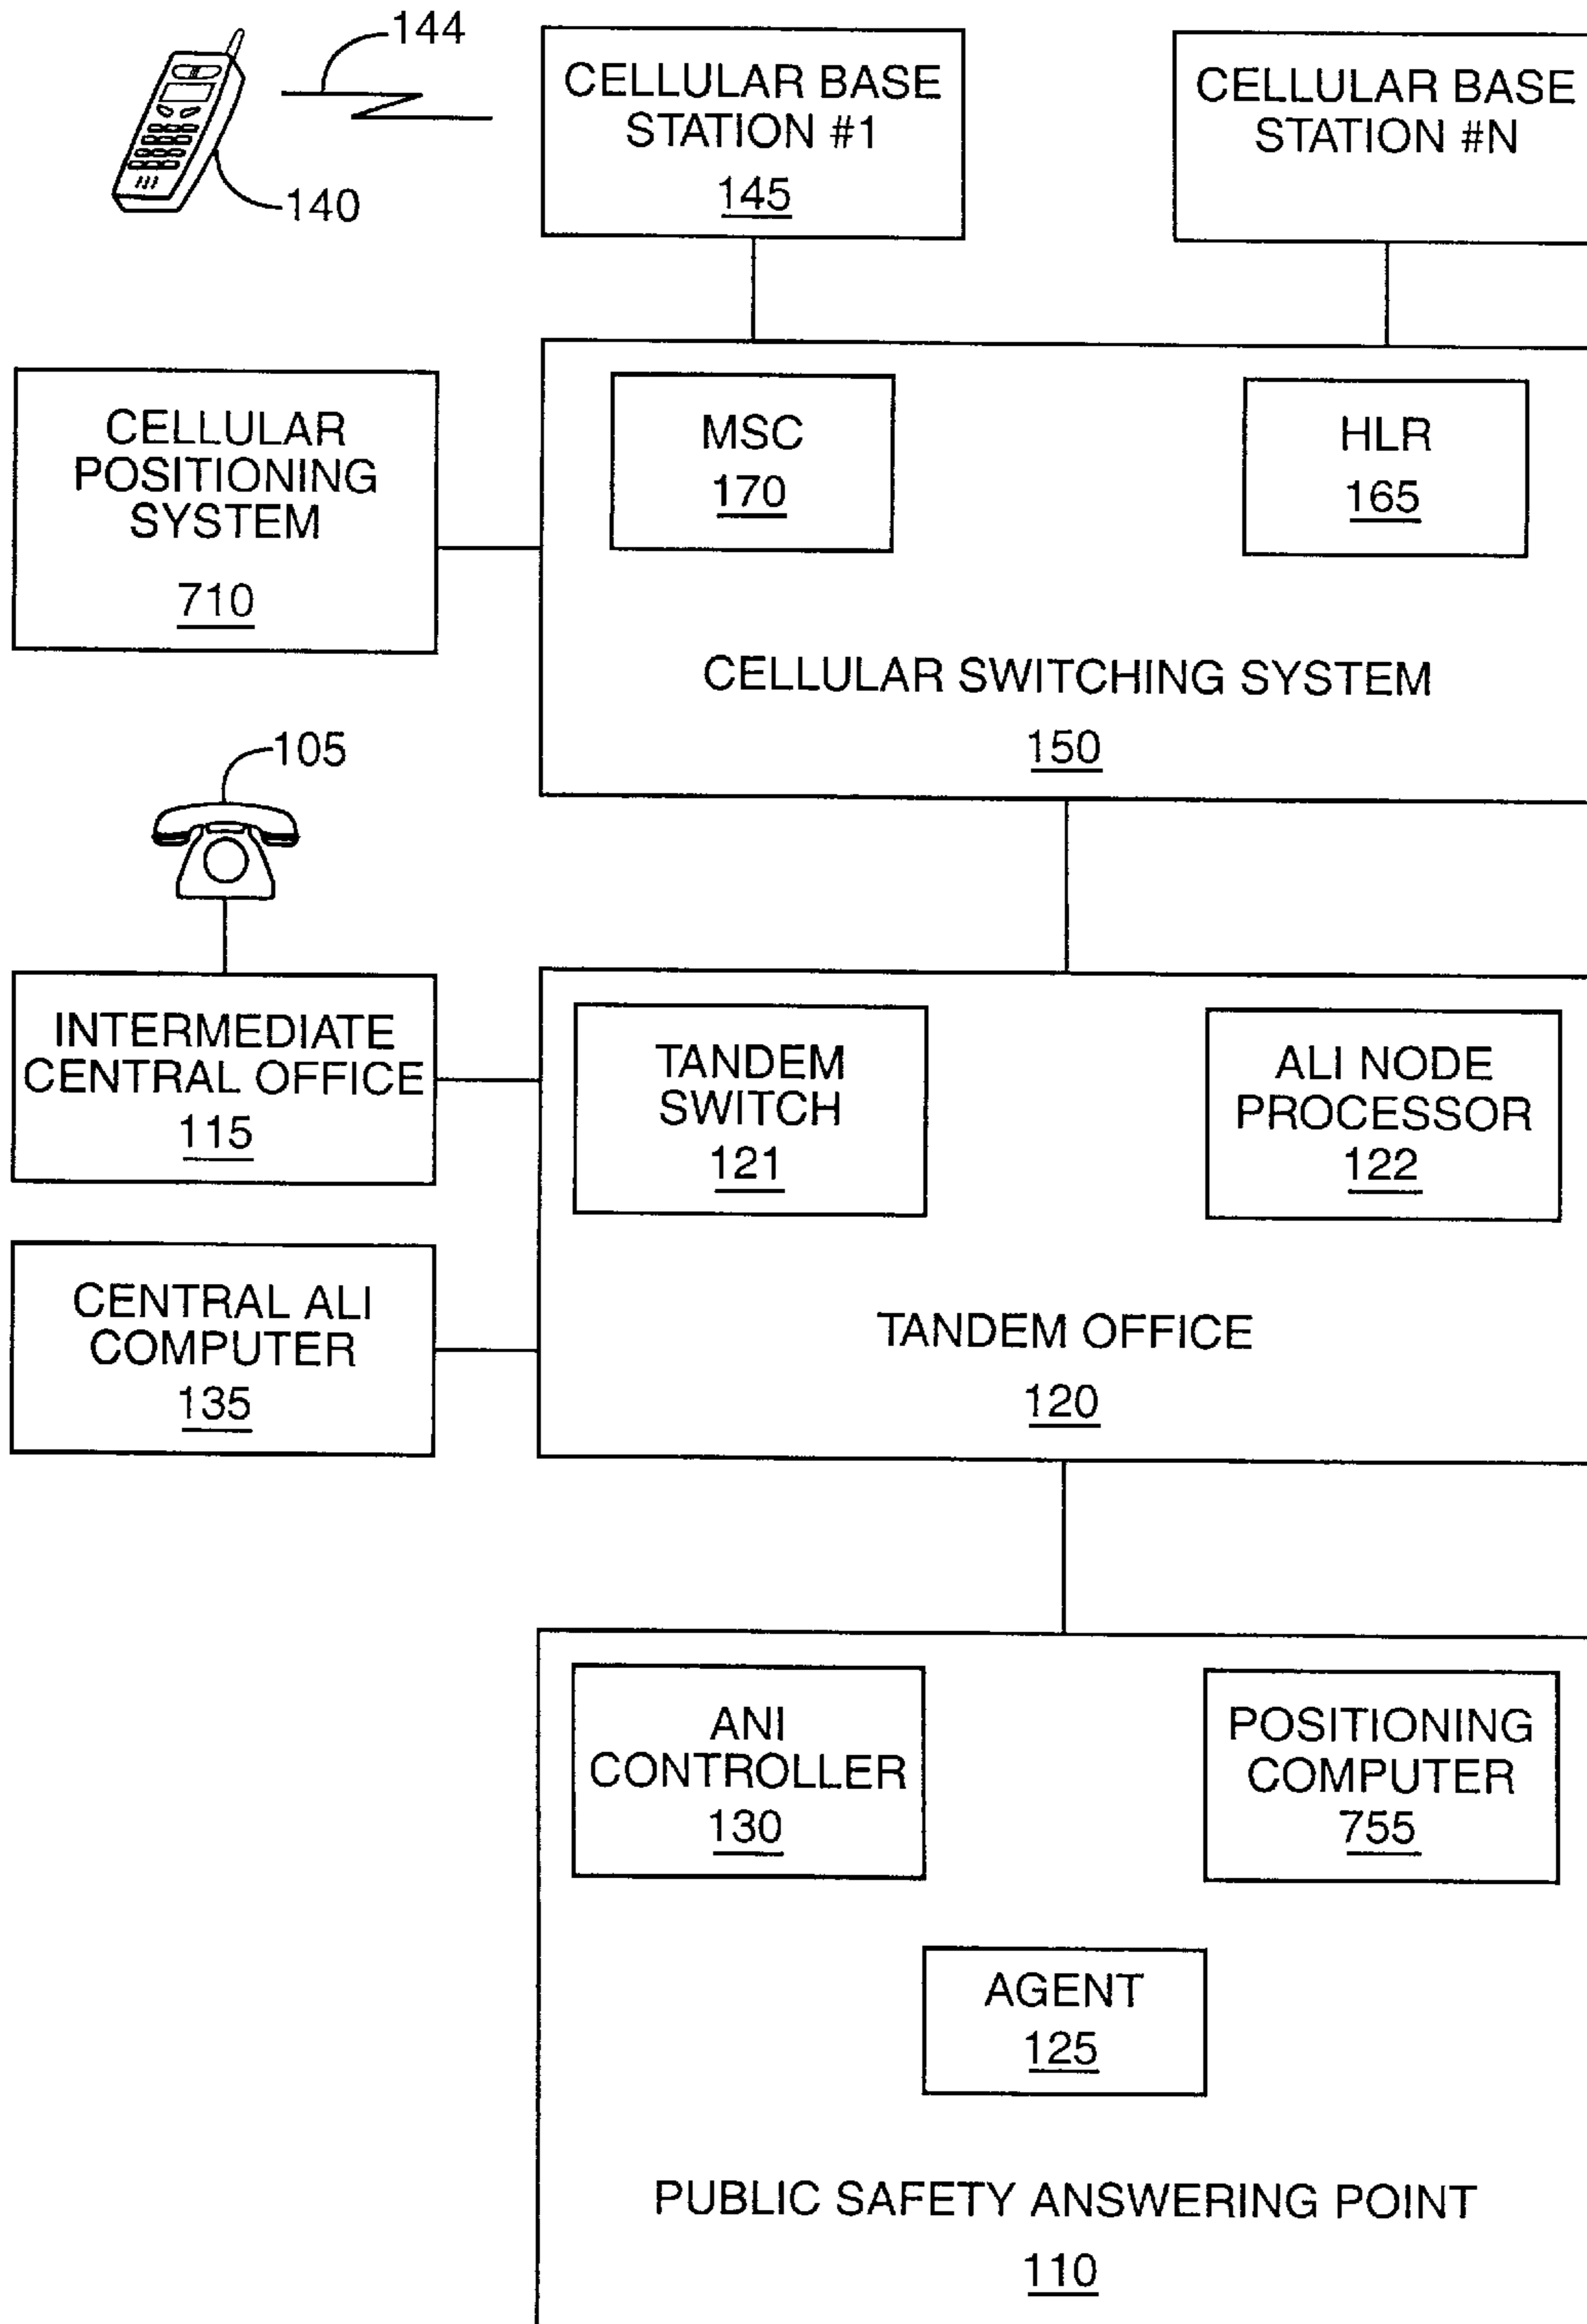 144
CELLULAR BASE
STATION #1
145
CELLULAR BASE
STATION #N
140
CELLULAR
POSITIONING
SYSTEM
710
MSC
170
HLR
165
CELLULAR SWITCHING SYSTEM
150
105
INTERMEDIATE
CENTRAL OFFICE
115
TANDEM
SWITCH
121
ALI NODE
PROCESSOR
122
CENTRAL ALI
COMPUTER
135
TANDEM OFFICE
120
ANI
CONTROLLER
130
POSITIONING
COMPUTER
755
AGENT
125
PUBLIC SAFETY ANSWERING POINT
110